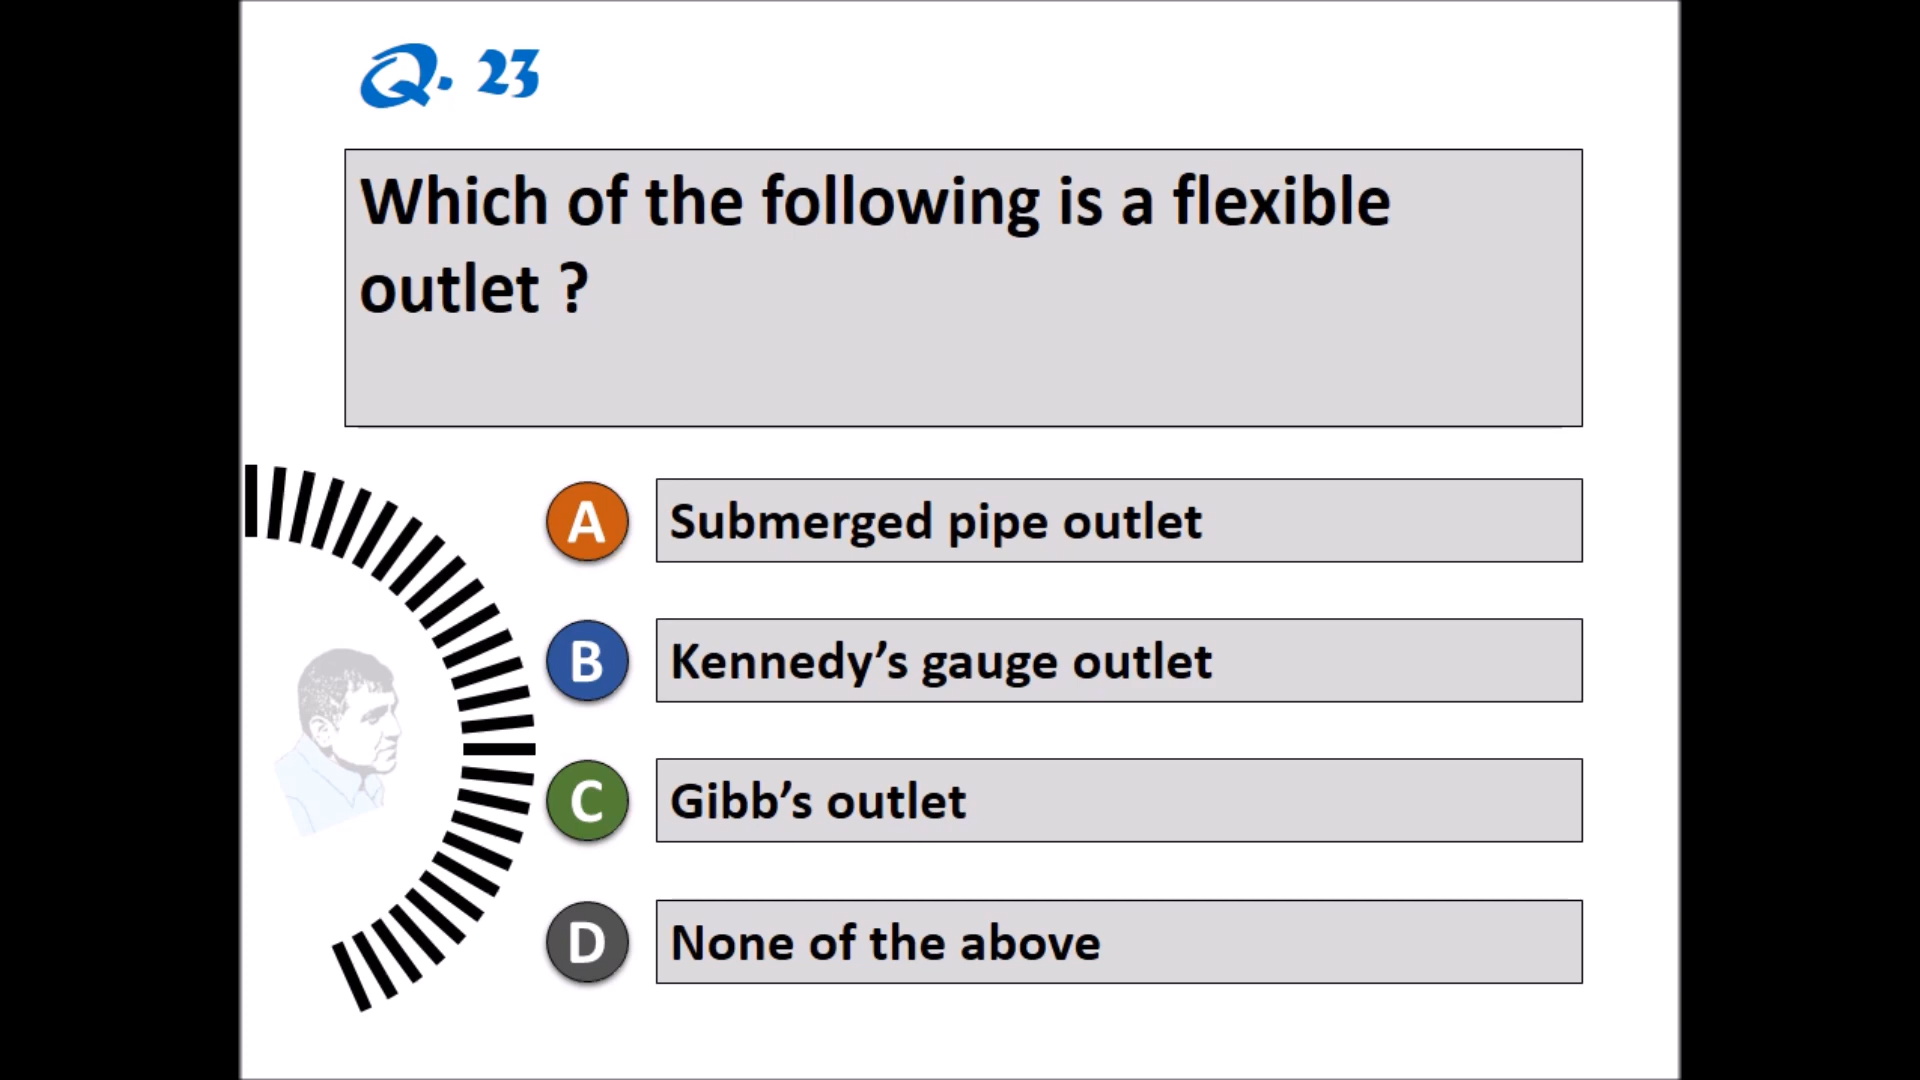 Q. 23
Which of the following is a flexible
outlet ?
A Submerged pipe outlet
B Kennedy’s gauge outlet
C Gibb’s outlet
D None of the above